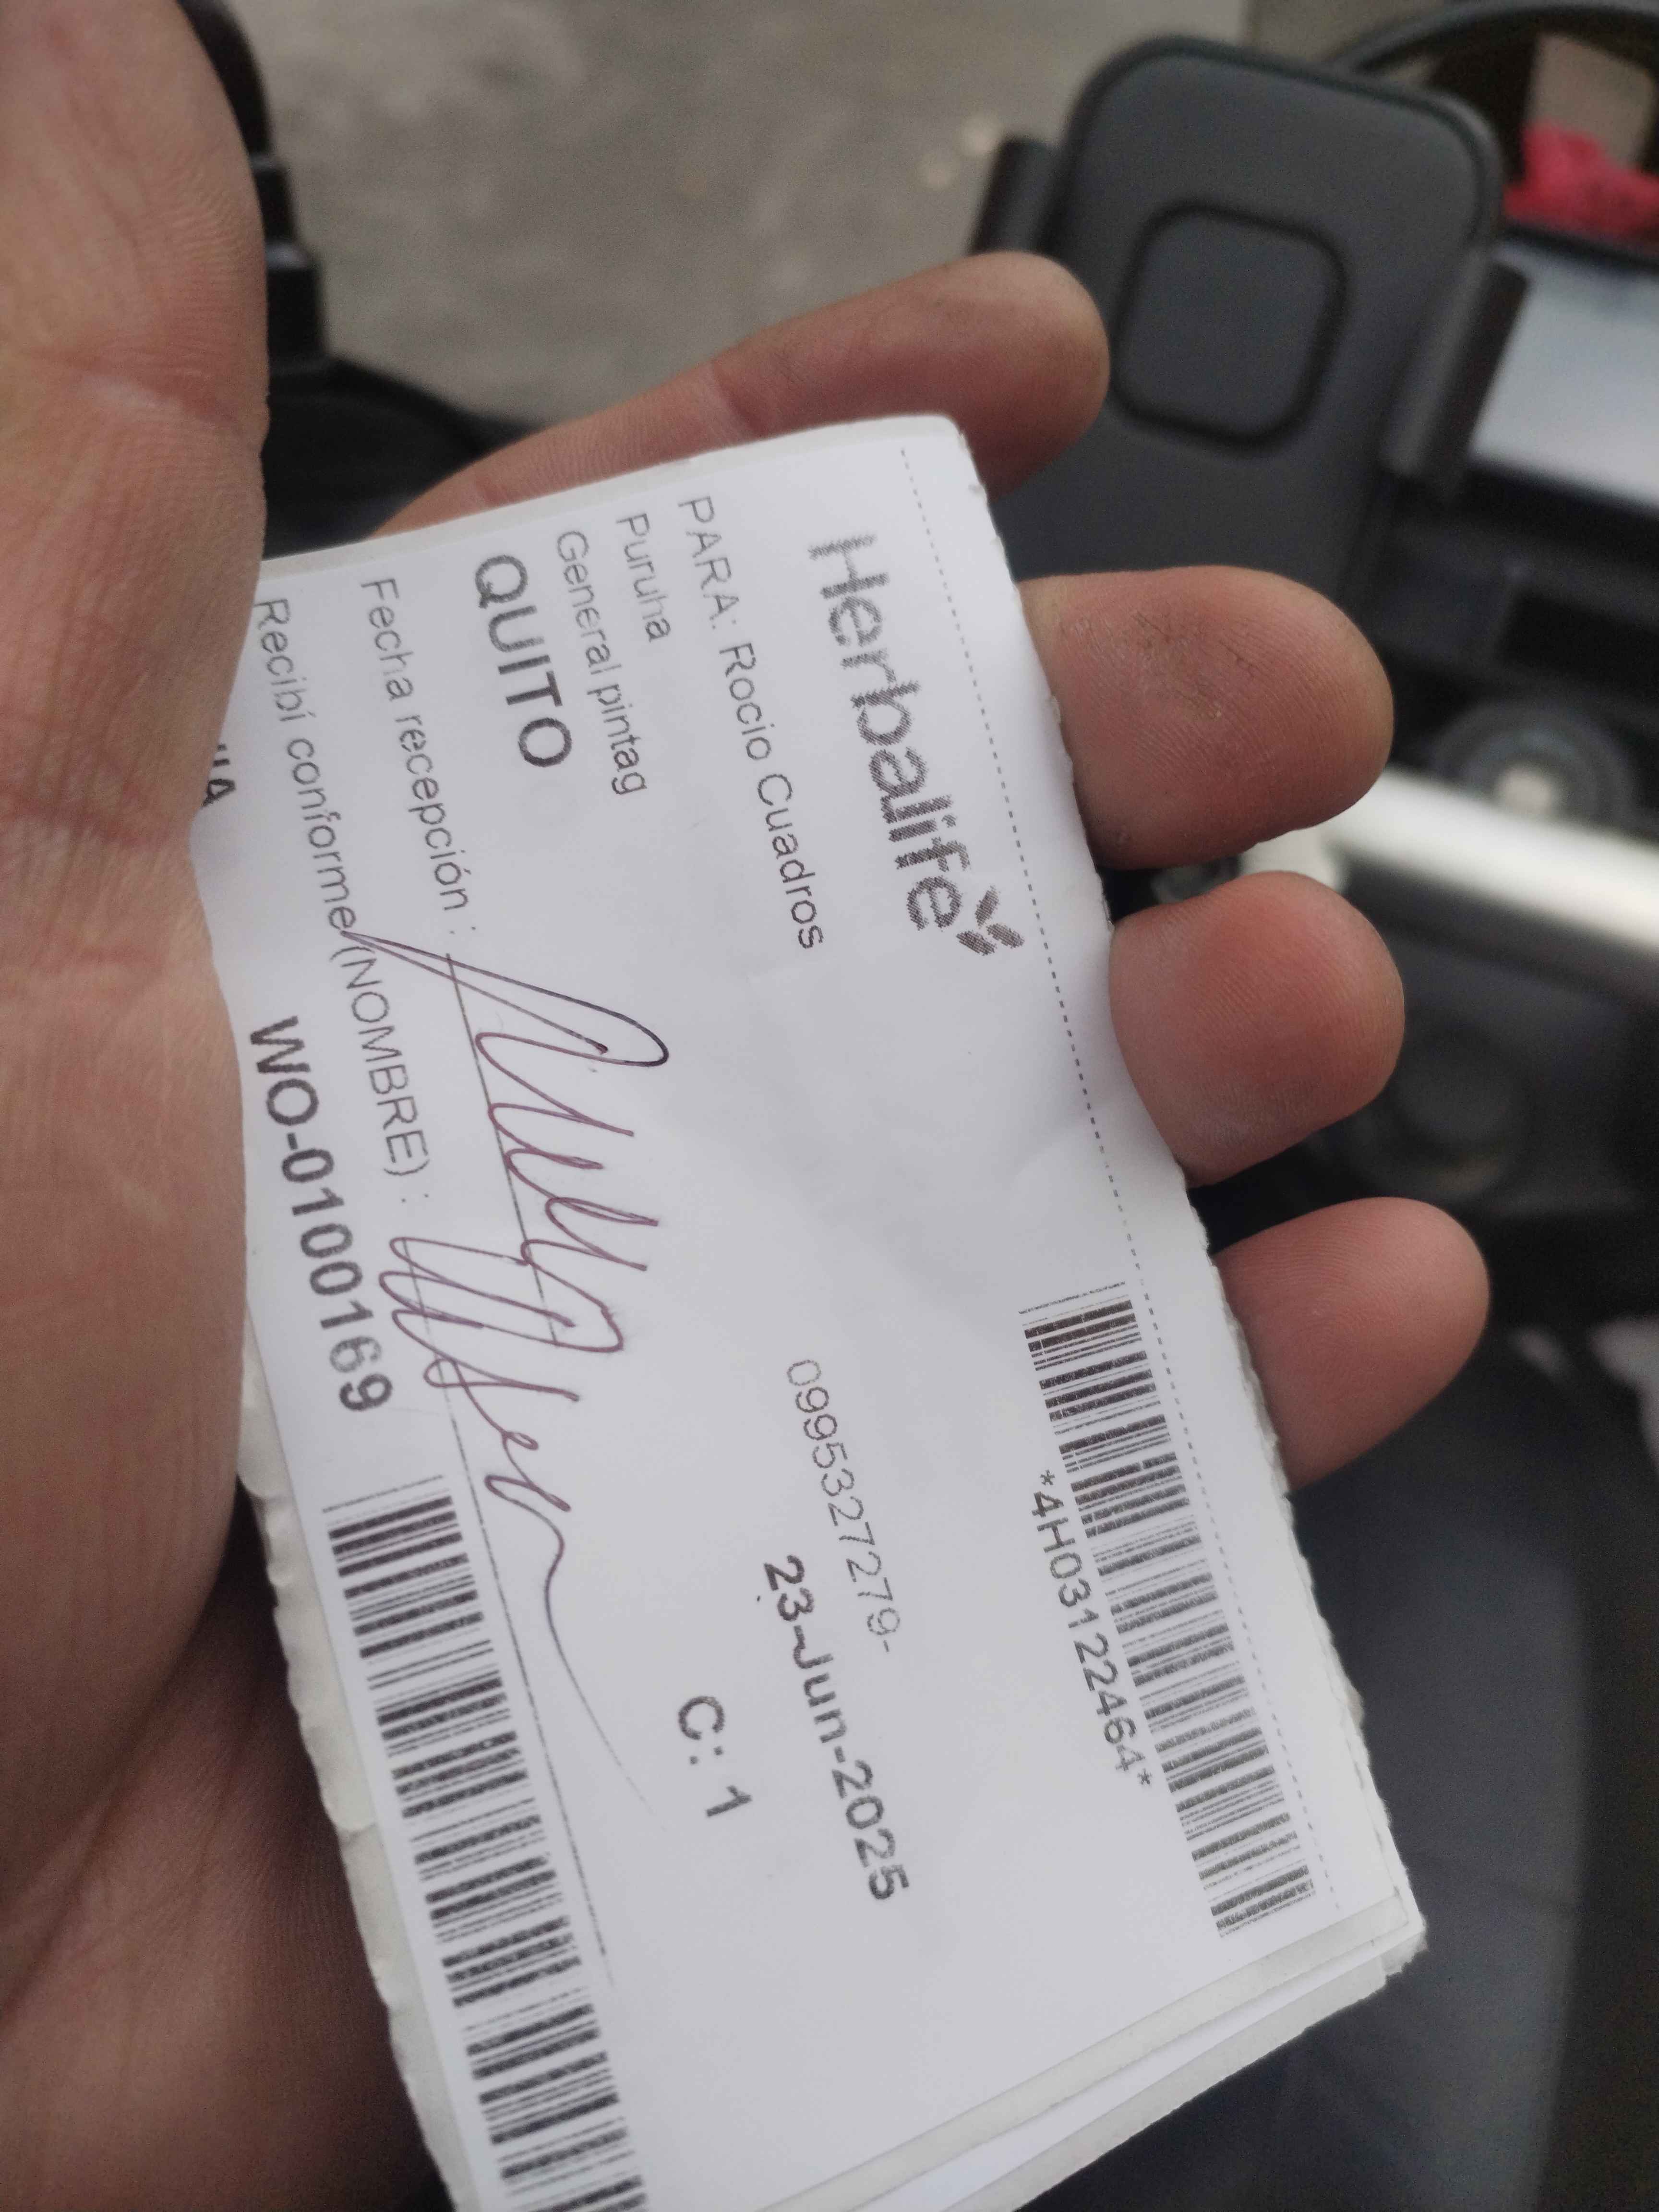 Herbalife
*4H03122464*
PARA: Rocio Cuadros
0995327279-
Puruha
23-Jun-2025
General pintag
QUITO
C: 1
Fecha recepción :
Recibí conforme(NOMBRE) :
WO-0100169